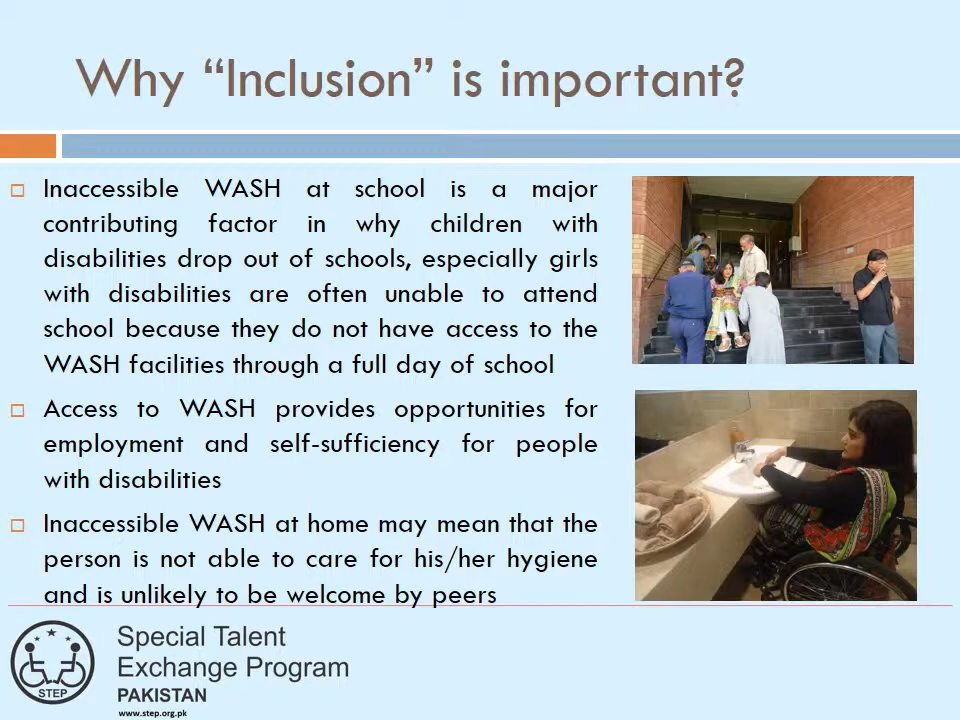 Why “Inclusion” is important?
Inaccessible WASH at school is a major
contributing factor in why children with
disabilities drop out of schools, especially girls
with disabilities are often unable to attend
school because they do not have access to the
WASH facilities through a full day of school
Access to WASH provides opportunities for
employment and self-sufficiency for people
with disabilities
Inaccessible WASH at home may mean that the
person is not able to care for his/her hygiene
and is unlikely to be welcome by peers
STEP
Special Talent
Exchange Program
PAKISTAN
www.step.org.pk